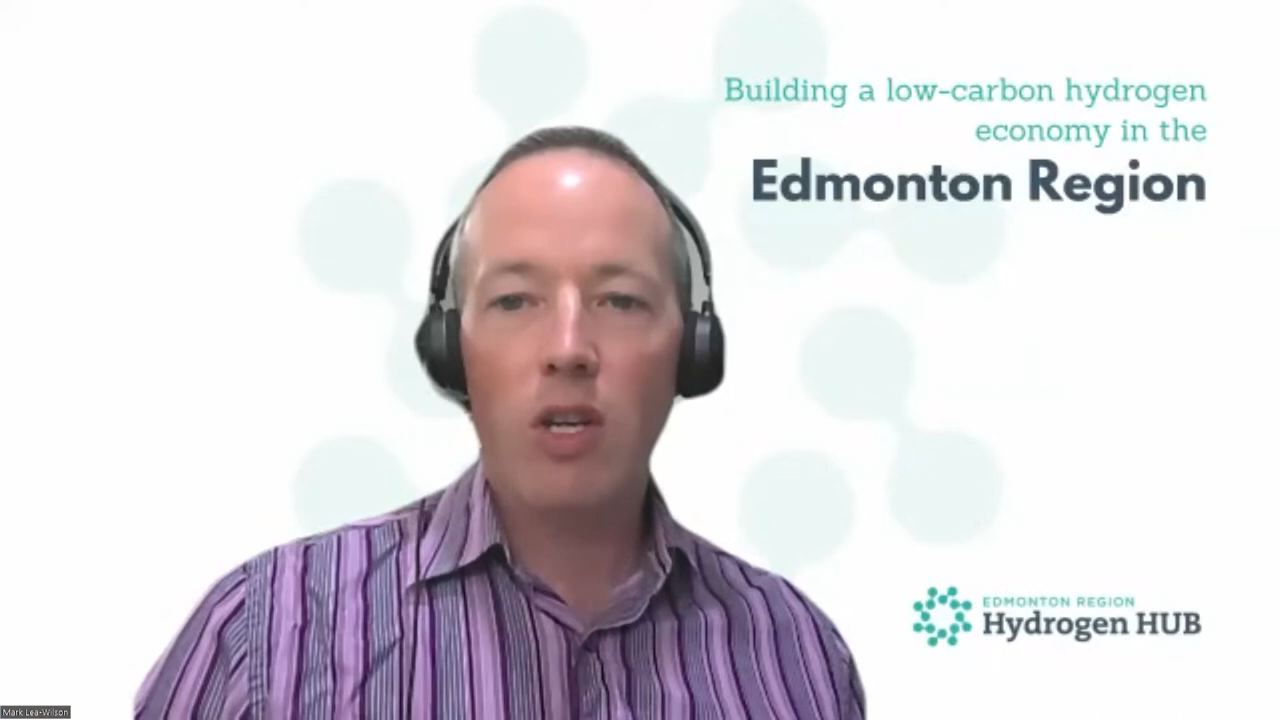 Building a low-carbon hydrogen
economy in the
Edmonton Region
EDMONTON REGION
Hydrogen HUB
Mark Lea-Wilson